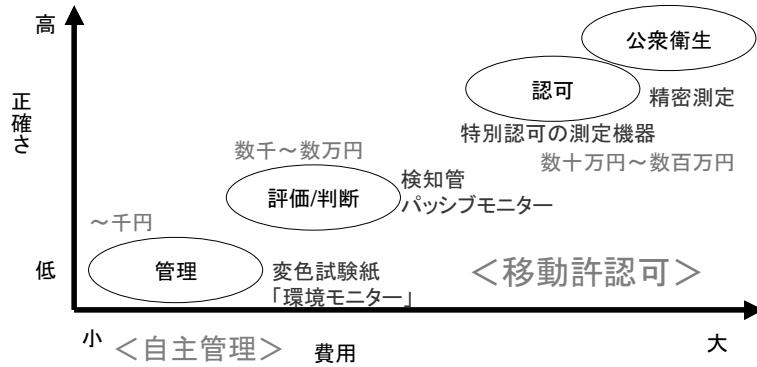 高
公衆衛生
正確さ
認可
精密測定
特別認可の測定機器
数千～数万円
数十万円～数百万円
検知管
評価/判断
パッシブモニター
～千円
低
管理
変色試験紙
「環境モニター」
＜移動許認可＞
小
＜自主管理＞
費用
大